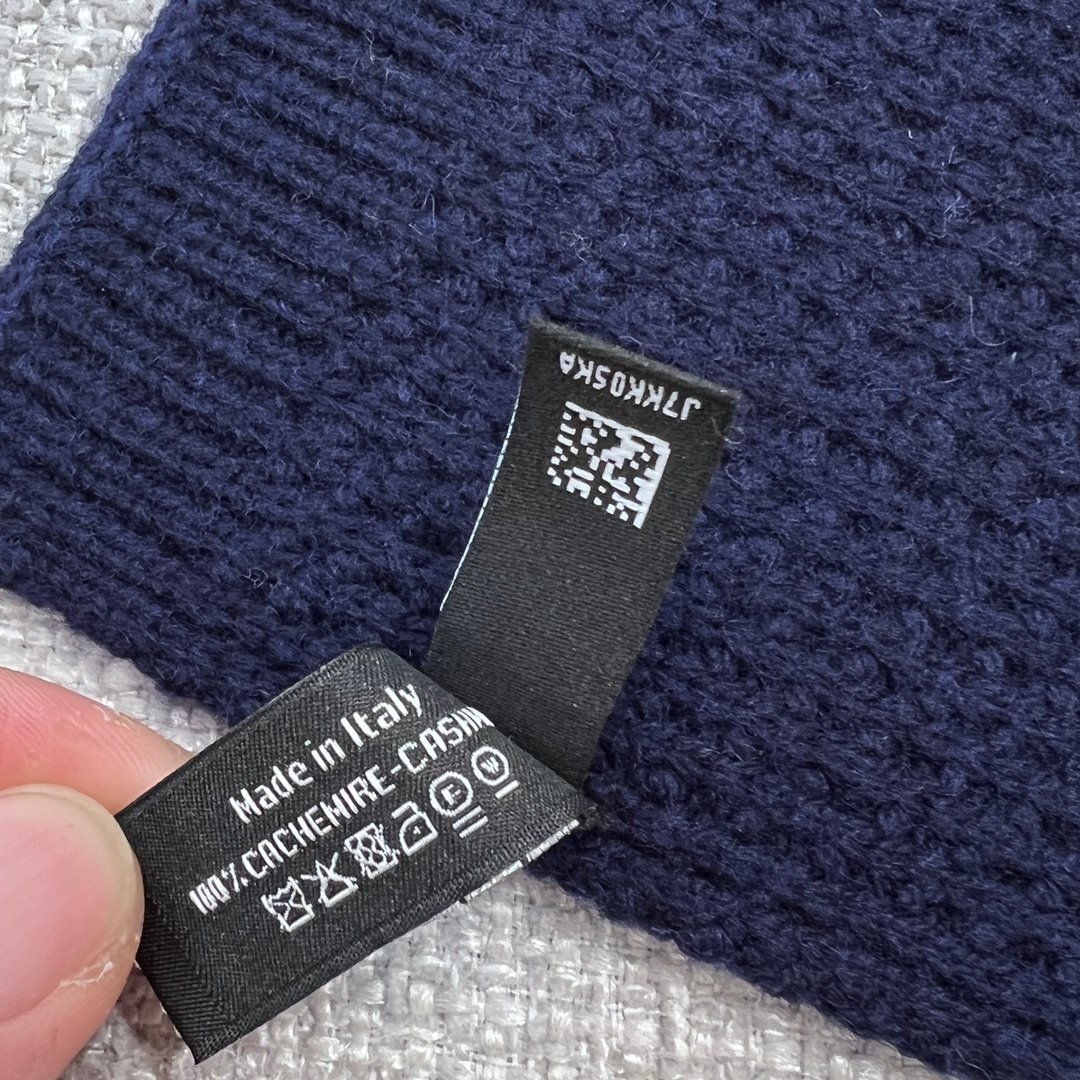 J7KK05KA
Made in Italy
100% CACHEMIRE-CASHM
F W